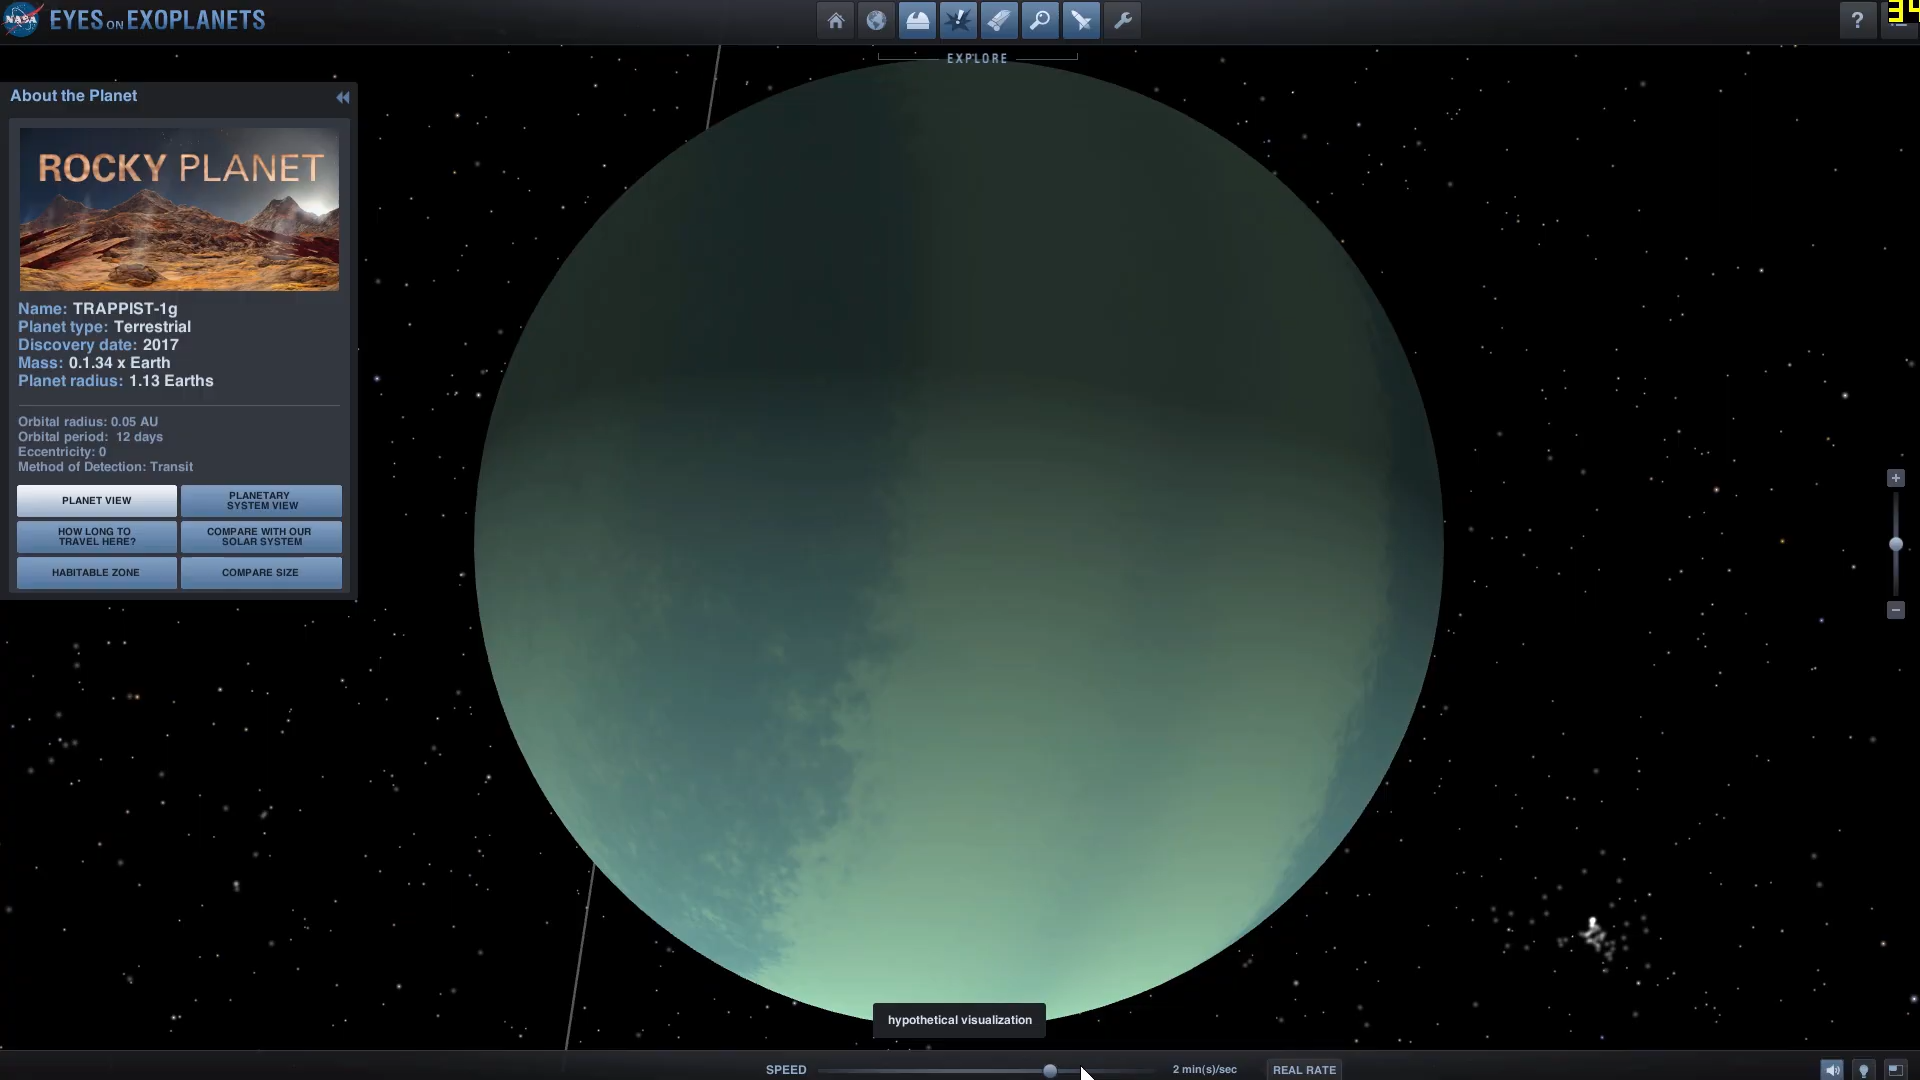 NASA EYES ON EXOPLANETS
?
EXPLORE
About the Planet
ROCKY PLANET
Name: TRAPPIST-1g
Planet type: Terrestrial
Discovery date: 2017
Mass: 0.1.34 x Earth
Planet radius: 1.13 Earths
Orbital radius: 0.05 AU
Orbital period: 12 days
Eccentricity: 0
Method of Detection: Transit
PLANET VIEW
PLANETARY
SYSTEM VIEW
HOW LONG TO
TRAVEL HERE?
COMPARE WITH OUR
SOLAR SYSTEM
HABITABLE ZONE
COMPARE SIZE
hypothetical visualization
SPEED
2 min(s)/sec
REAL RATE